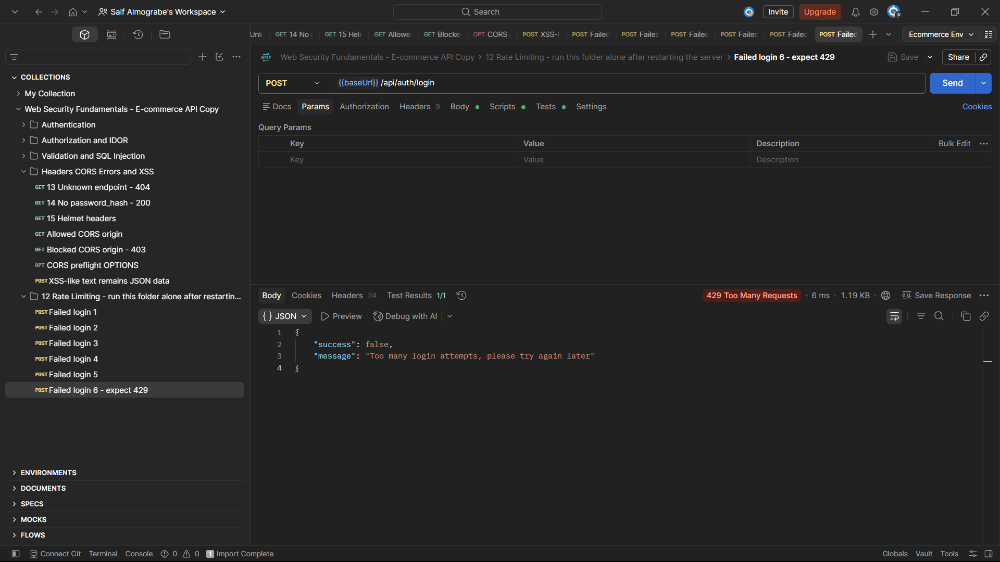 Saif Almograbe's Workspace
Search
Invite
Upgrade
Unk
GET 14 No
GET 15 Hel
GET Allowe
GET Blocke
OPT CORS
POST XSS-l
POST Failed
POST Failed
POST Failed
POST Failed
POST Failed
POST Failed
Ecommerce Env
HTTP Web Security Fundamentals - E-commerce API Copy > 12 Rate Limiting - run this folder alone after restarting the server > Failed login 6 - expect 429
Save
Share
COLLECTIONS
My Collection
Web Security Fundamentals - E-commerce API Copy
Authentication
Authorization and IDOR
Validation and SQL Injection
Headers CORS Errors and XSS
GET 13 Unknown endpoint - 404
GET 14 No password_hash - 200
GET 15 Helmet headers
GET Allowed CORS origin
GET Blocked CORS origin - 403
OPT CORS preflight OPTIONS
POST XSS-like text remains JSON data
12 Rate Limiting - run this folder alone after restartin...
POST Failed login 1
POST Failed login 2
POST Failed login 3
POST Failed login 4
POST Failed login 5
POST Failed login 6 - expect 429
ENVIRONMENTS
DOCUMENTS
SPECS
MOCKS
FLOWS
POST {{baseUrl}} /api/auth/login
Send
Docs Params Authorization Headers 9 Body Scripts Tests Settings
Cookies
Query Params
Key Value Description Bulk Edit
Key Value Description
Body Cookies Headers 24 Test Results 1/1
429 Too Many Requests • 6 ms • 1.19 KB
e.g. Save Response
{} JSON Preview Debug with AI
1 {
2 "success": false,
3 "message": "Too many login attempts, please try again later"
4 }
Connect Git Terminal Console 0 0 1 Import Complete
Globals Vault Tools